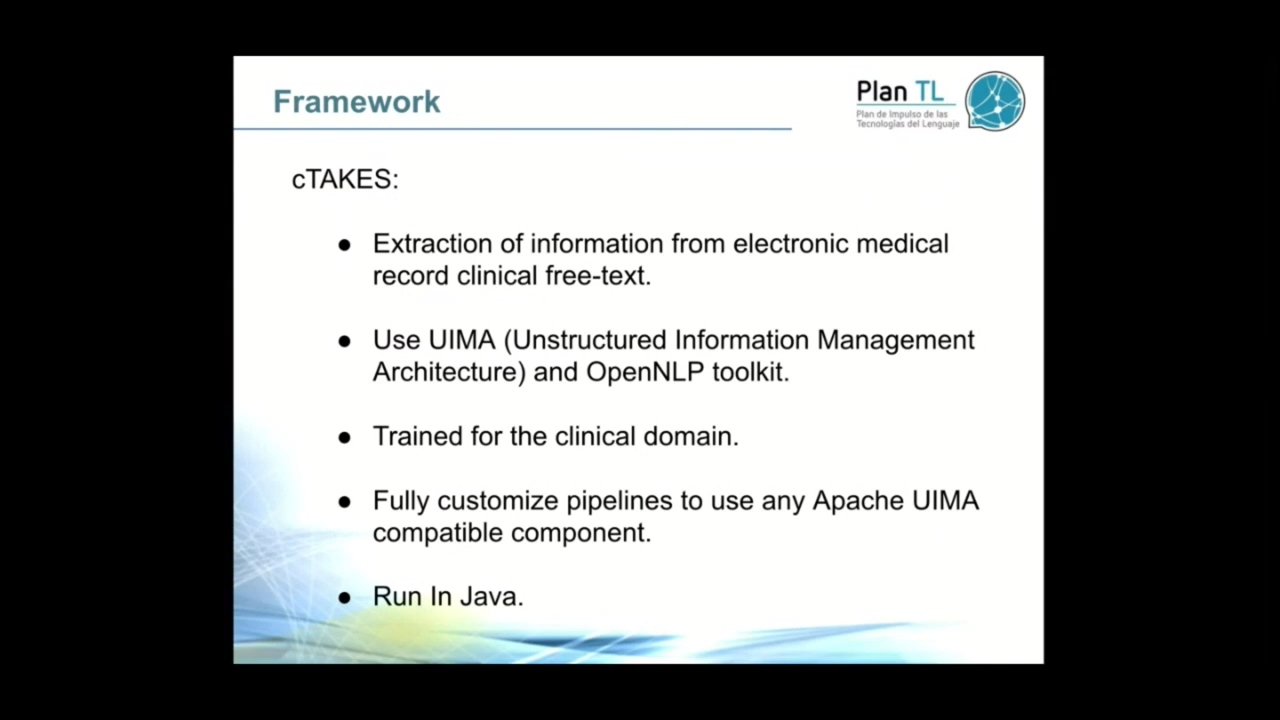 Framework
Plan TL
Plan de Impulso de las
Tecnologías del Lenguaje
cTAKES:
● Extraction of information from electronic medical
record clinical free-text.
● Use UIMA (Unstructured Information Management
Architecture) and OpenNLP toolkit.
● Trained for the clinical domain.
● Fully customize pipelines to use any Apache UIMA
compatible component.
● Run In Java.